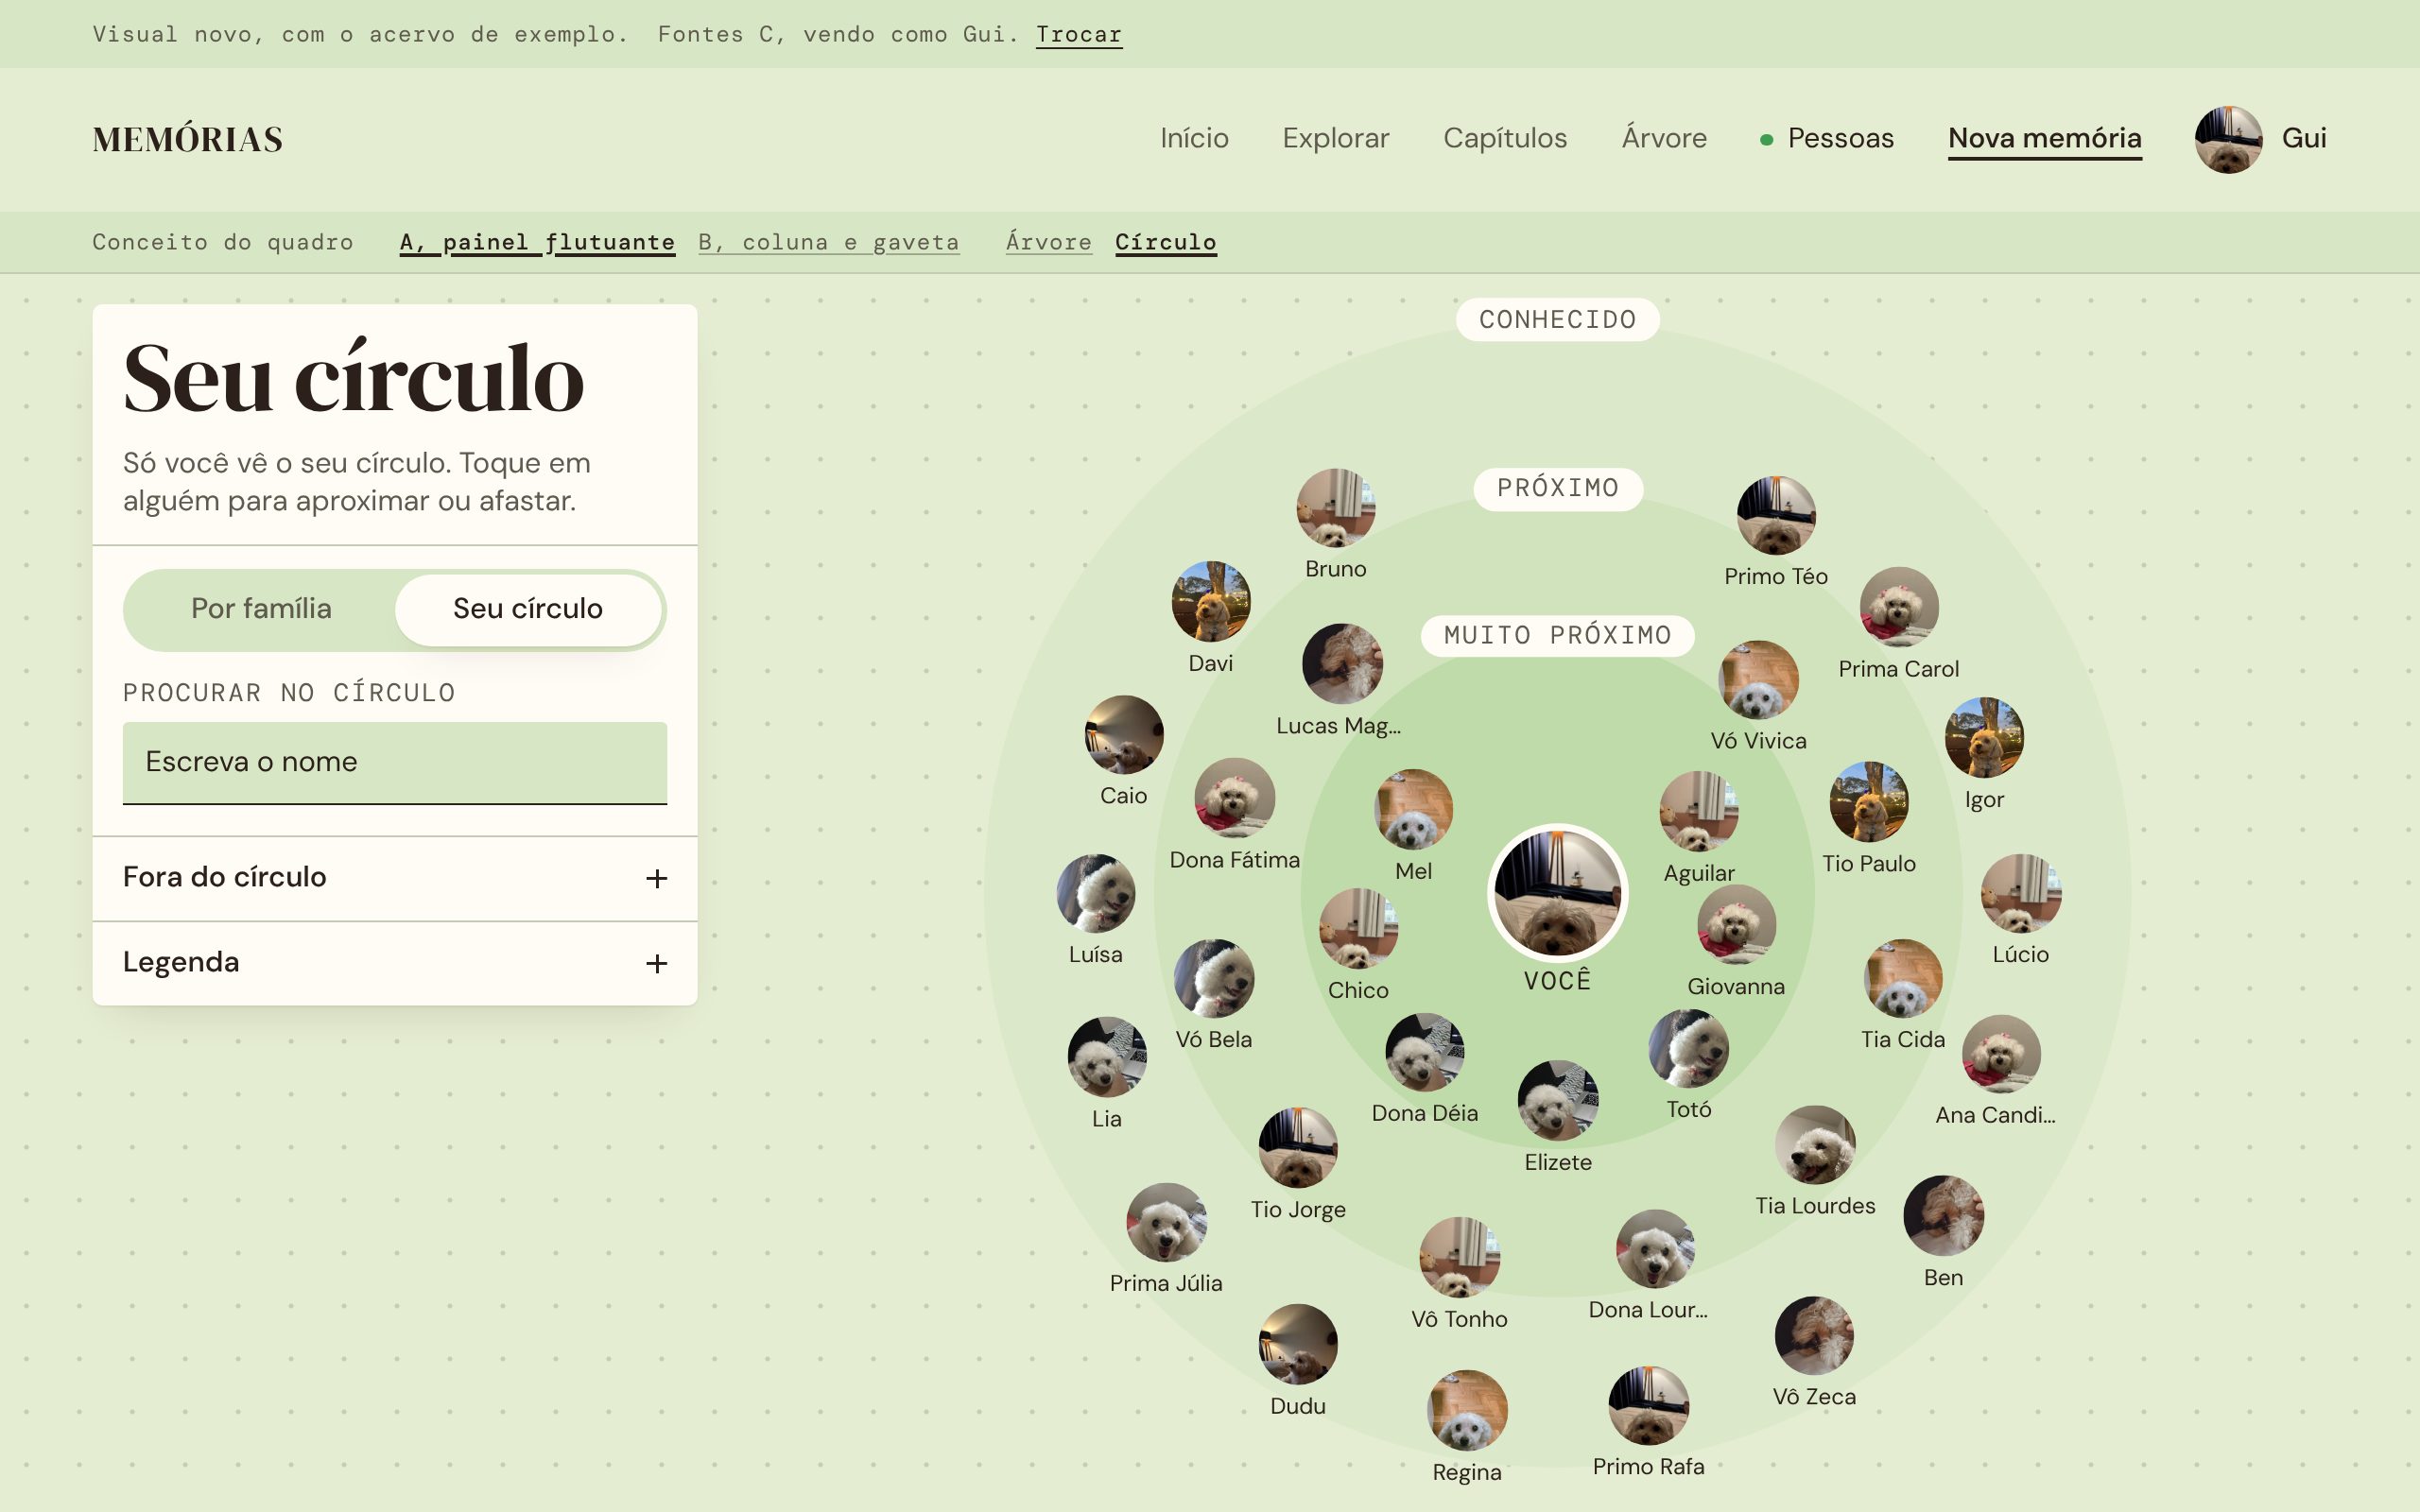 Visual novo, com o acervo de exemplo. Fontes C, vendo como Gui. Trocar
MEMÓRIAS
Início Explorar Capítulos Árvore Pessoas Nova memória Gui
Conceito do quadro A, painel flutuante B, coluna e gaveta Árvore Círculo
Seu círculo
Só você vê o seu círculo. Toque em
alguém para aproximar ou afastar.
Por família Seu círculo
PROCURAR NO CÍRCULO
Escreva o nome
Fora do círculo +
Legenda +
CONHECIDO
PRÓXIMO
Bruno
Primo Téo
MUITO PRÓXIMO
Davi
Prima Carol
Lucas Mag...
Vó Vivica
Caio
Igor
Dona Fátima
Tio Paulo
Mel
Aguilar
Luísa
Lúcio
VOCÊ
Chico
Giovanna
Vó Bela
Tia Cida
Lia
Dona Déia
Totó
Ana Candi...
Elizete
Tio Jorge
Tia Lourdes
Prima Júlia
Ben
Vô Tonho
Dona Lour...
Dudu
Vô Zeca
Regina
Primo Rafa